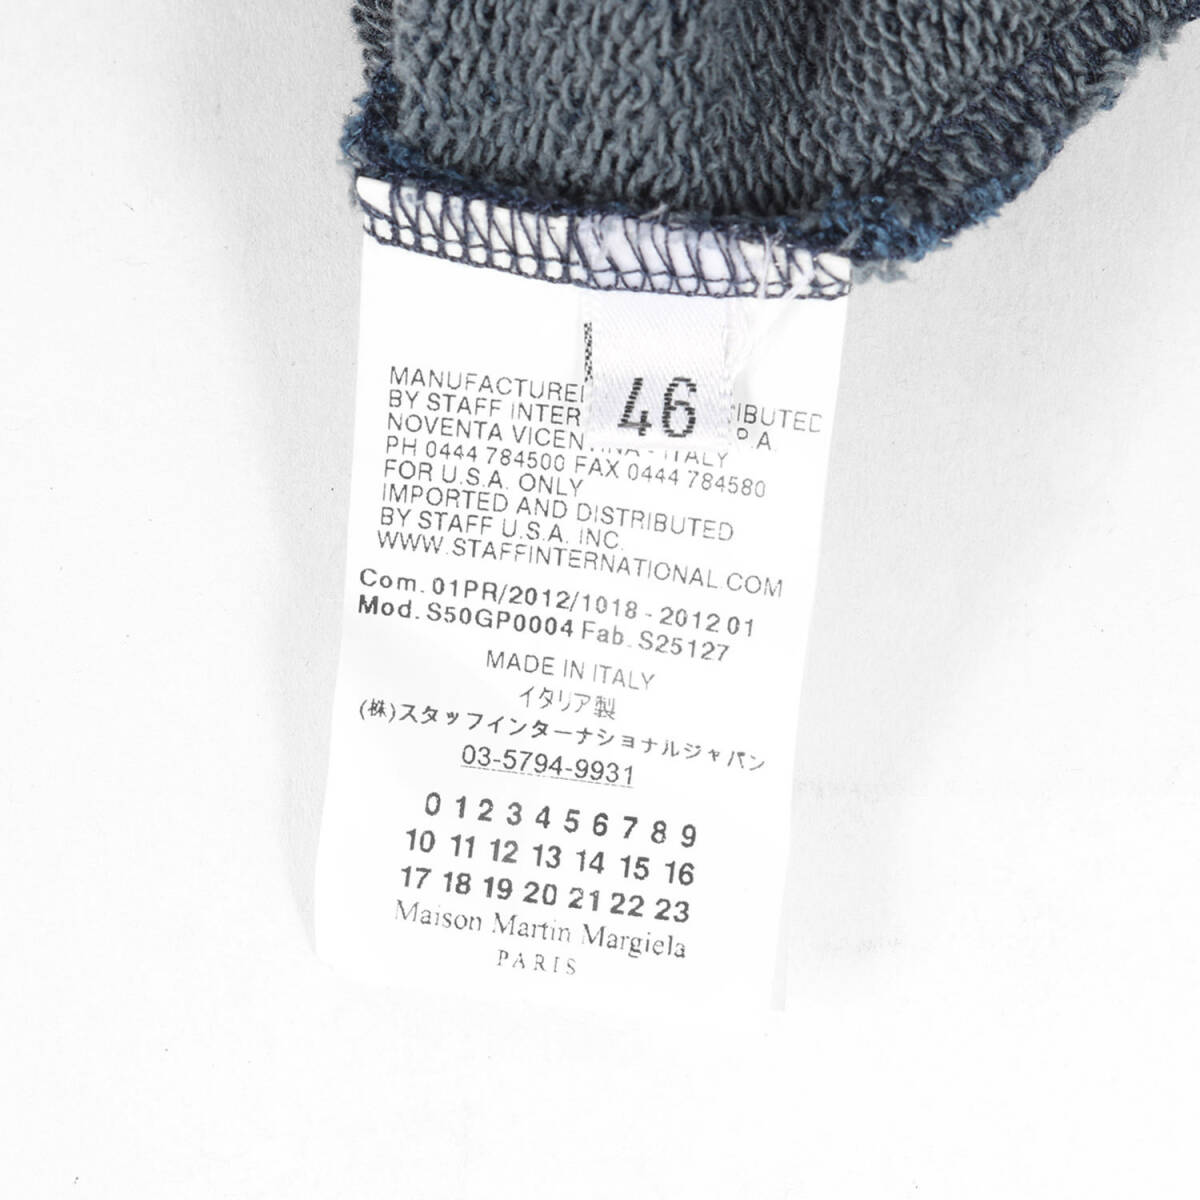 46
MANUFACTURE IBUTED
BY STAFF INTER P.A.
NOVENTA VICEN - ITALY
PH 0444 784500 FAX 0444 784580
FOR U.S.A. ONLY
IMPORTED AND DISTRIBUTED
BY STAFF U.S.A. INC.
WWW.STAFFINTERNATIONAL.COM
Com. 01PR/2012/1018 - 2012 01
Mod. S50GP0004 Fab. S25127
MADE IN ITALY
イタリア製
(株)スタッフインターナショナルジャパン
03-5794-9931
0 1 2 3 4 5 6 7 8 9
10 11 12 13 14 15 16
17 18 19 20 21 22 23
Maison Martin Margiela
PARIS